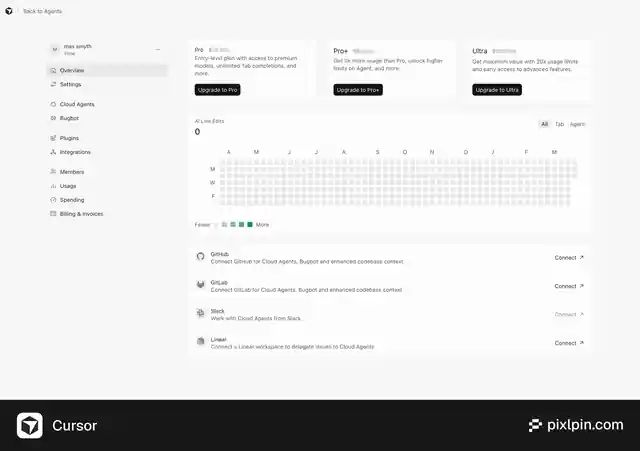 Back to Agents
M
max smyth
Overview
Settings
Cloud Agents
Bugbot
Plugins
Integrations
Members
Usage
Spending
Billing & Invoices
Pro
Entry-level plan with access to premium
models, unlimited Tab completions, and
more.
Upgrade to Pro
Pro+
Get 3x more usage than Pro, unlock higher
limits on Agent, and more.
Upgrade to Pro+
Ultra
Get maximum value with 20x usage limits
and early access to advanced features.
Upgrade to Ultra
AI Line Edits
0
All Tab Agent
A M J J A S O N D J F M
M
W
F
Fewer More
GitHub
Connect GitHub for Cloud Agents, Bugbot and enhanced codebase context
Connect ↗
GitLab
Connect GitLab for Cloud Agents, Bugbot and enhanced codebase context
Connect ↗
Slack
Work with Cloud Agents from Slack
Connect ↗
Linear
Connect a Linear workspace to delegate issues to Cloud Agents
Connect ↗
Cursor
pixlpin.com